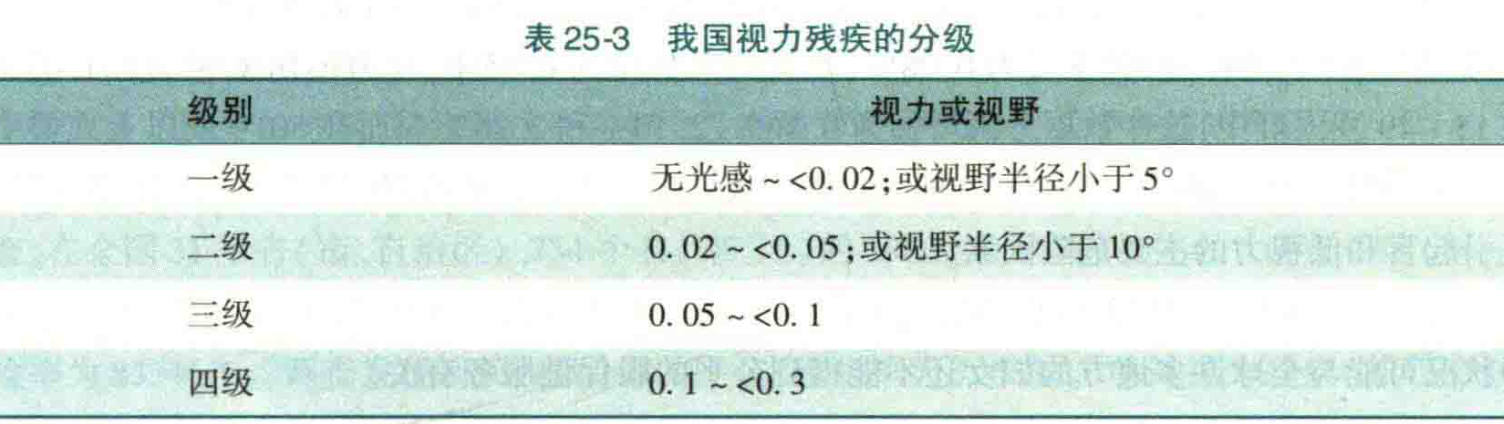 表 25-3 我国视力残疾的分级
级别 视力或视野
一级 无光感 ~ <0. 02;或视野半径小于 5°
二级 0. 02 ~ <0. 05;或视野半径小于 10°
三级 0. 05 ~ <0. 1
四级 0. 1 ~ <0. 3